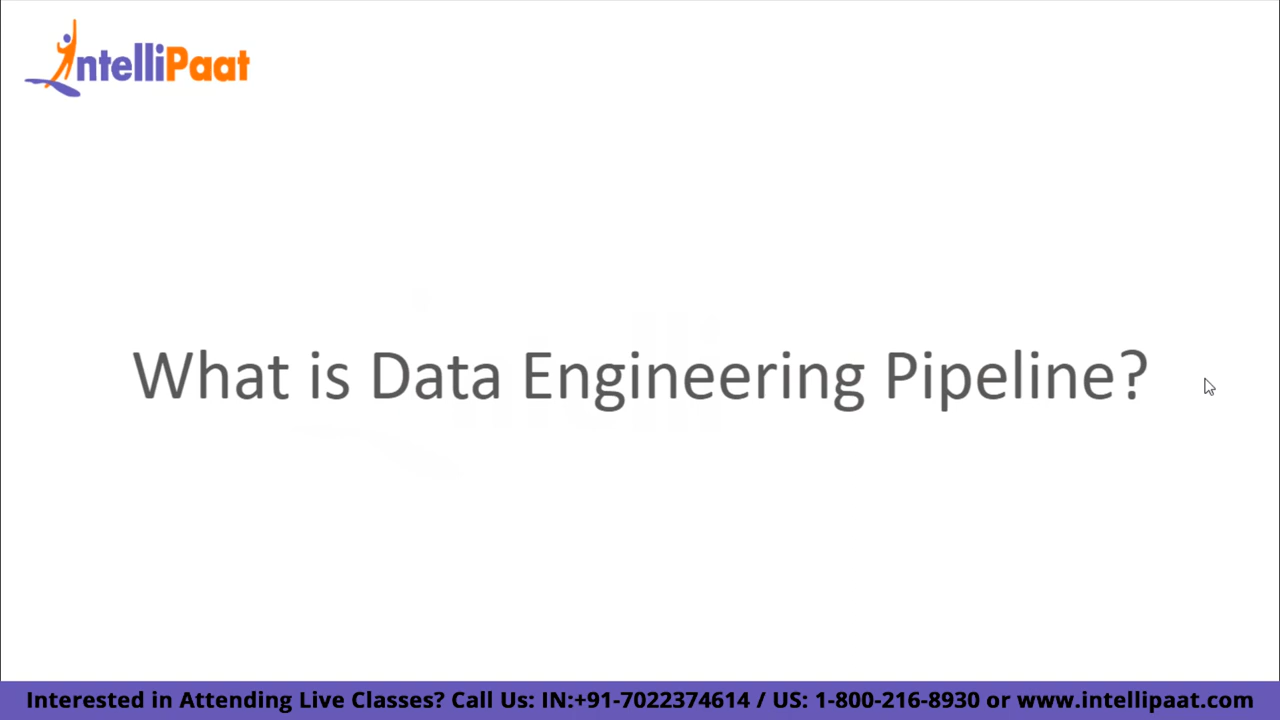 IntelliPaat
What is Data Engineering Pipeline?
Interested in Attending Live Classes? Call Us: IN:+91-7022374614 / US: 1-800-216-8930 or www.intellipaat.com